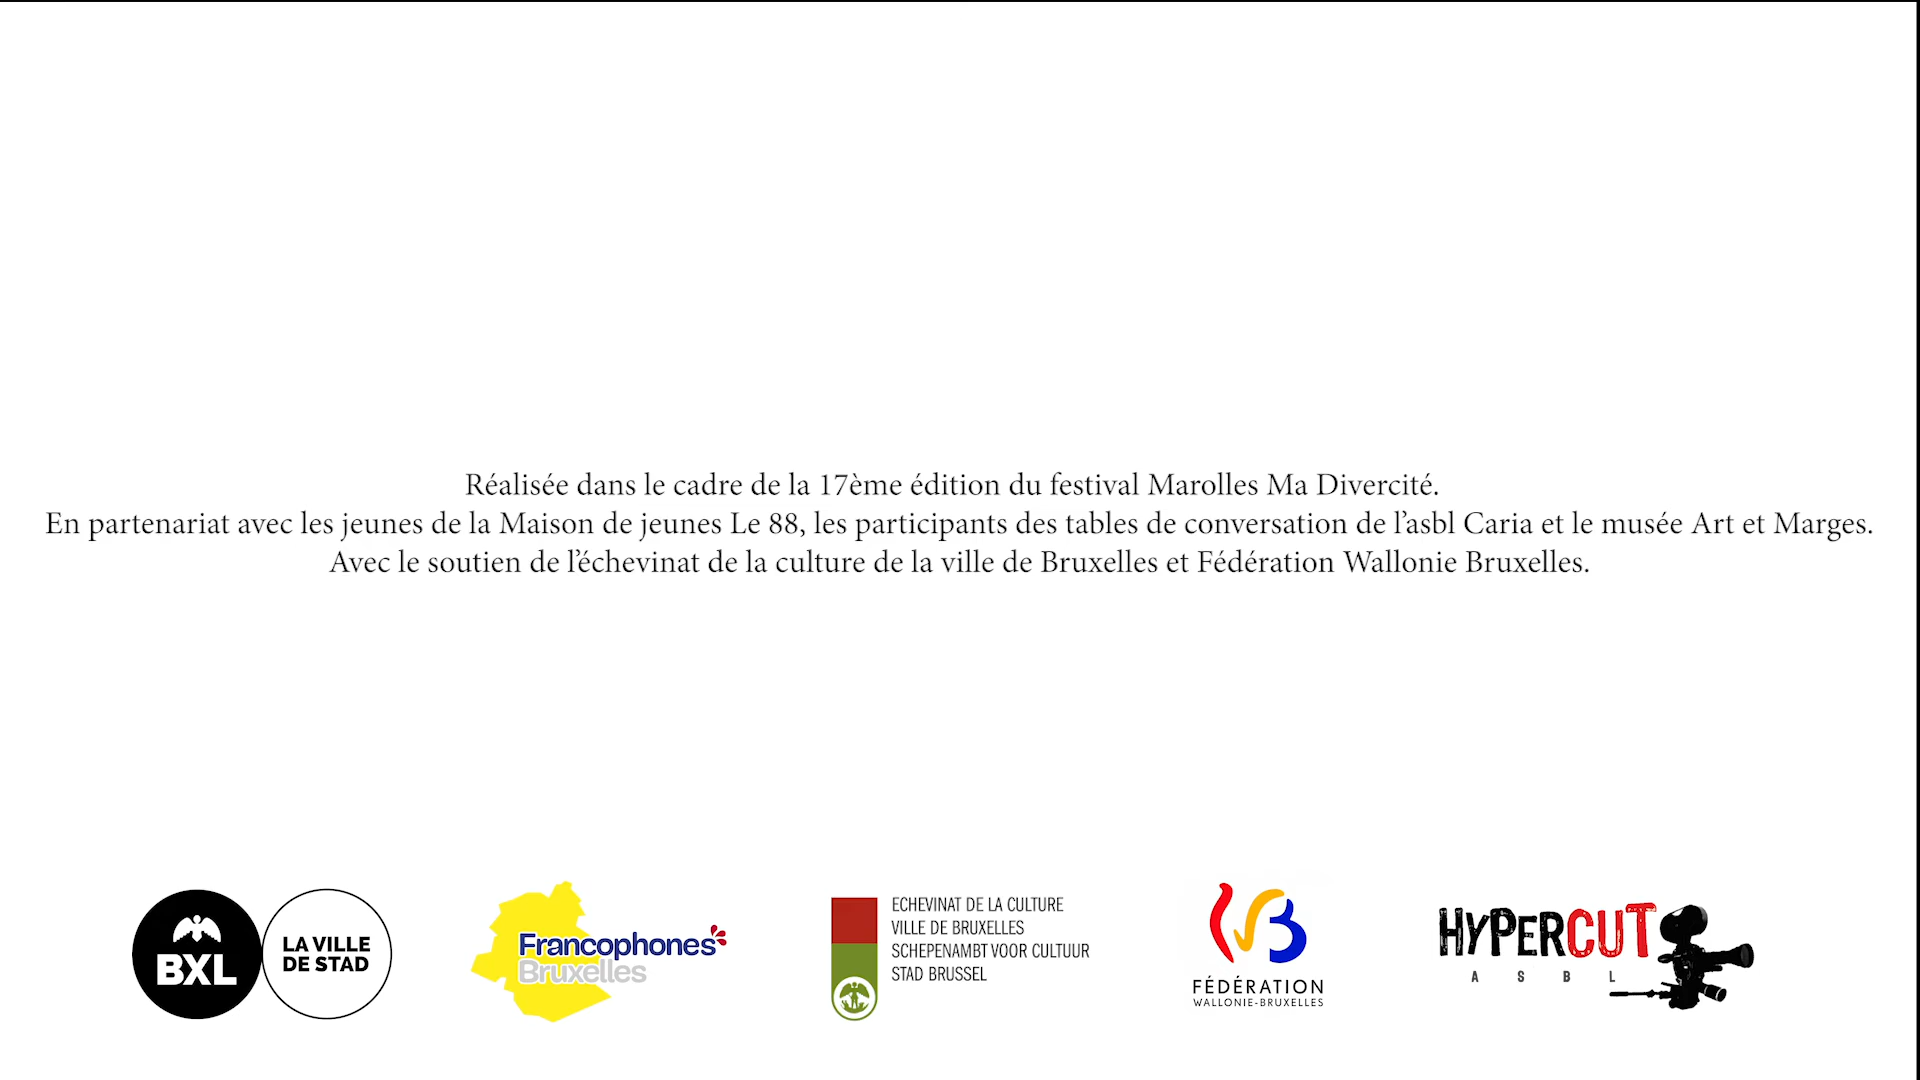 Réalisée dans le cadre de la 17ème édition du festival Marolles Ma Divercité.
En partenariat avec les jeunes de la Maison de jeunes Le 88, les participants des tables de conversation de l’asbl Caria et le musée Art et Marges.
Avec le soutien de l’échevinat de la culture de la ville de Bruxelles et Fédération Wallonie Bruxelles.
BXL
LA VILLE
DE STAD
Francophones
Bruxelles
ECHEVINAT DE LA CULTURE
VILLE DE BRUXELLES
SCHEPENAMBT VOOR CULTUUR
STAD BRUSSEL
FÉDÉRATION
WALLONIE-BRUXELLES
HYPERCUT
ASBL